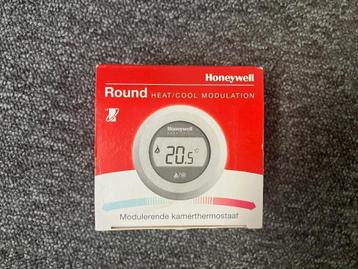 Honeywell
Round HEAT/COOL MODULATION
Honeywell
20.5°C
Modulerende kamerthermostaat